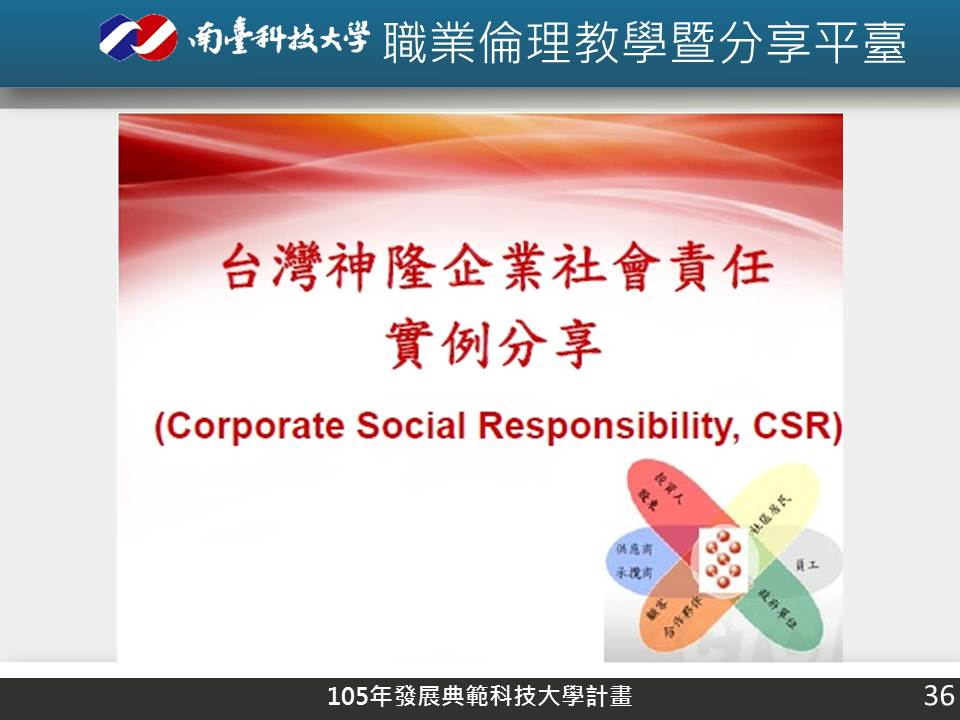 南臺科技大學 職業倫理教學暨分享平臺
台灣神隆企業社會責任
實例分享
(Corporate Social Responsibility, CSR)
投資人
股東
社區居民
供應商
承攬商
員工
顧客
合作夥伴
政府單位
105年發展典範科技大學計畫
36